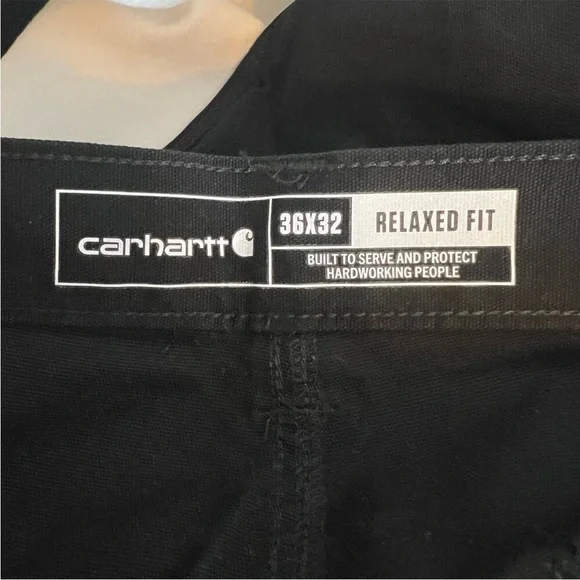 carhartt
36X32
RELAXED FIT
BUILT TO SERVE AND PROTECT
HARDWORKING PEOPLE